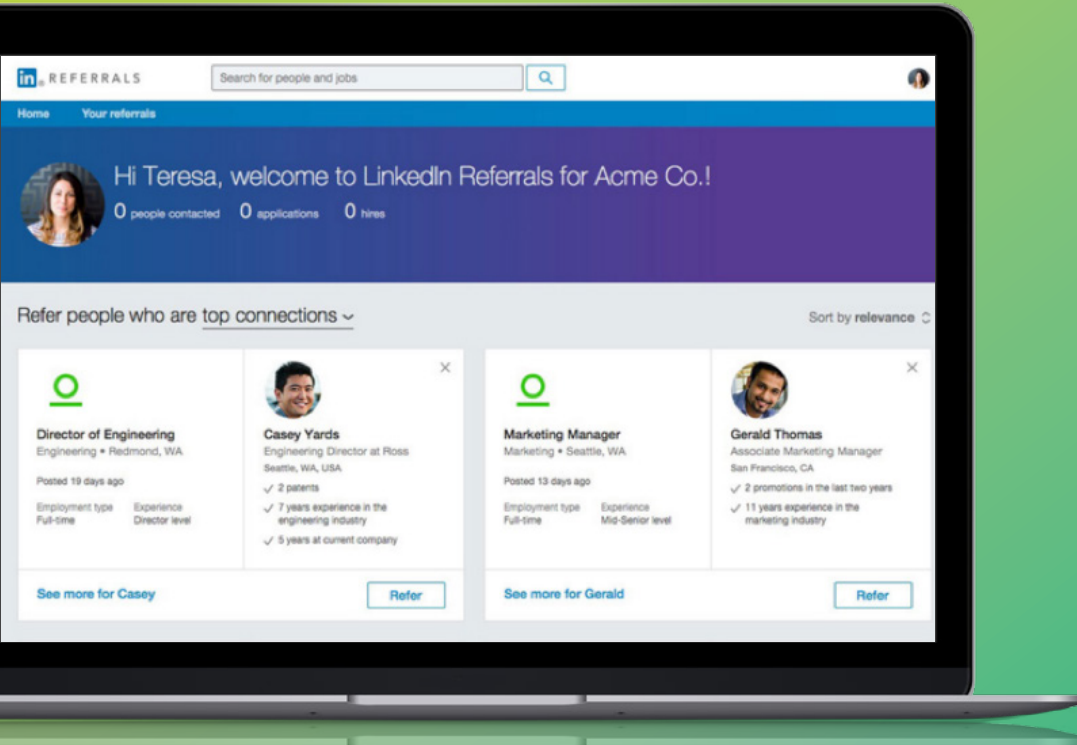 in REFERRALS
Search for people and jobs
Home Your referrals
Hi Teresa, welcome to LinkedIn Referrals for Acme Co.!
0 people contacted 0 applications 0 hires
Refer people who are top connections
Sort by relevance
Director of Engineering
Engineering • Redmond, WA
Posted 19 days ago
Employment type Experience
Full-time Director level
Casey Yards
Engineering Director at Ross
Seattle, WA, USA
✓ 2 patents
✓ 7 years experience in the
engineering industry
✓ 5 years at current company
See more for Casey
Refer
Marketing Manager
Marketing • Seattle, WA
Posted 13 days ago
Employment type Experience
Full-time Mid-Senior level
Gerald Thomas
Associate Marketing Manager
San Francisco, CA
✓ 2 promotions in the last two years
✓ 11 years experience in the
marketing industry
See more for Gerald
Refer